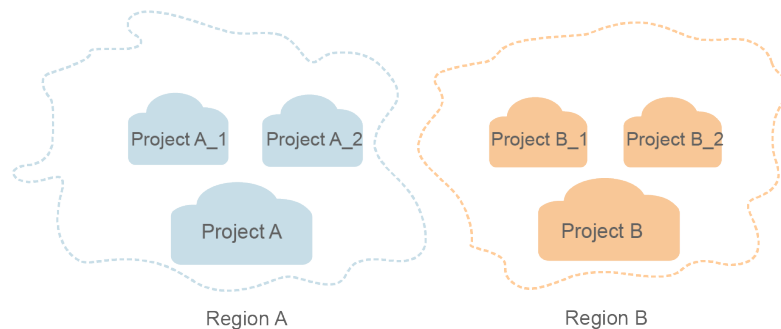 Project A_1
Project A_2
Project A
Region A
Project B_1
Project B_2
Project B
Region B